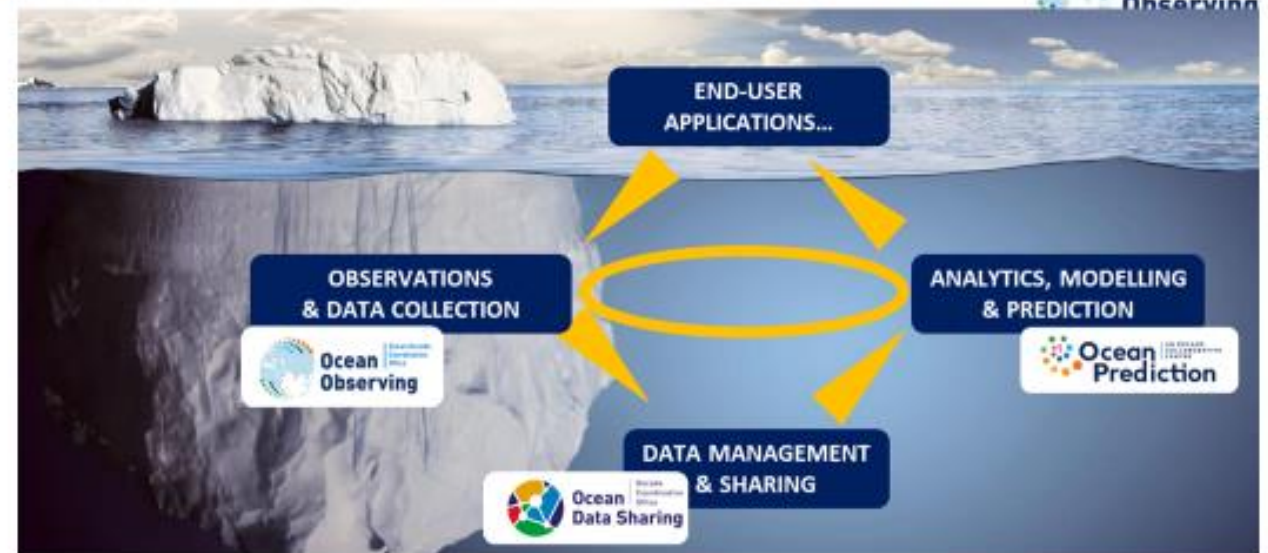 Observing
END-USER
APPLICATIONS...
OBSERVATIONS
& DATA COLLECTION
Ocean
Observing
ANALYTICS, MODELLING
& PREDICTION
Ocean
Prediction
DATA MANAGEMENT
& SHARING
Ocean
Data Sharing